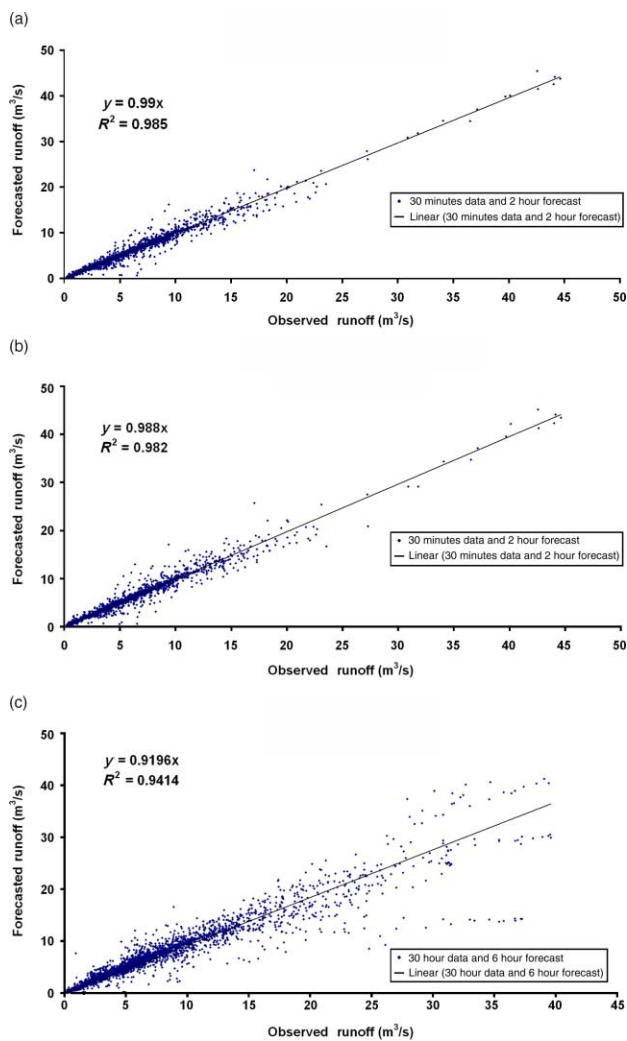 (a)
50
40
30
20
10
0
Forecasted runoff (m³/s)
y = 0.99x
R² = 0.985
30 minutes data and 2 hour forecast
Linear (30 minutes data and 2 hour forecast)
0 5 10 15 20 25 30 35 40 45 50
Observed runoff (m³/s)
(b)
50
40
30
20
10
0
Forecasted runoff (m³/s)
y = 0.988x
R² = 0.982
30 minutes data and 2 hour forecast
Linear (30 minutes data and 2 hour forecast)
0 5 10 15 20 25 30 35 40 45 50
Observed runoff (m³/s)
(c)
50
40
30
20
10
0
Forecasted runoff (m³/s)
y = 0.9196x
R² = 0.9414
30 hour data and 6 hour forecast
Linear (30 hour data and 6 hour forecast)
0 5 10 15 20 25 30 35 40 45
Observed runoff (m³/s)